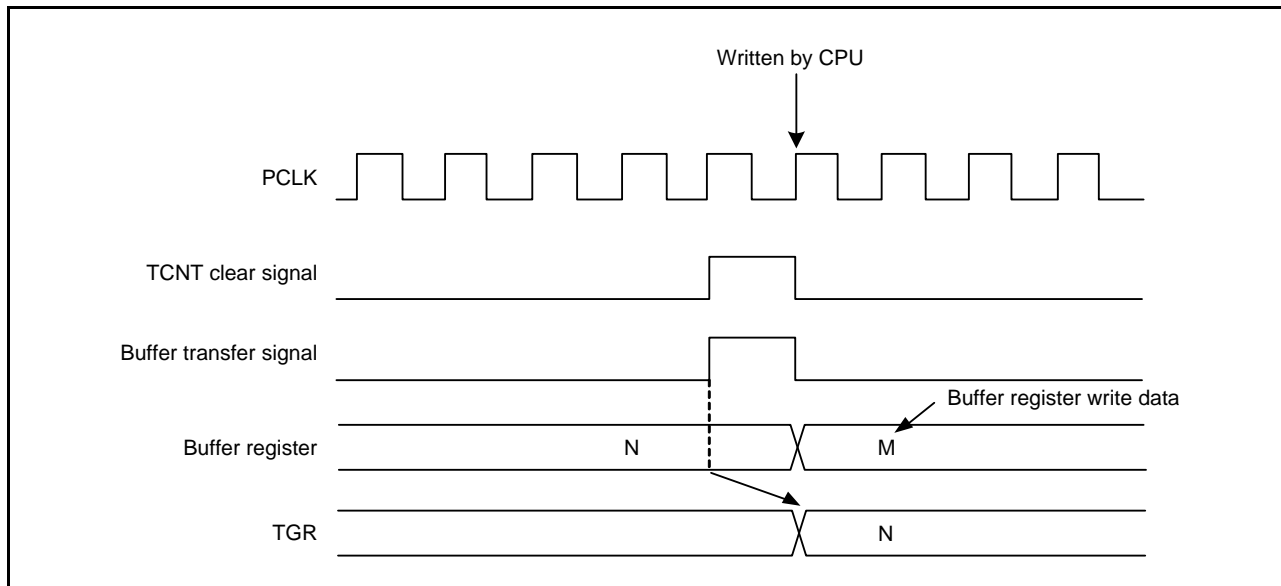 Written by CPU
PCLK
TCNT clear signal
Buffer transfer signal
Buffer register write data
Buffer register
N
M
TGR
N